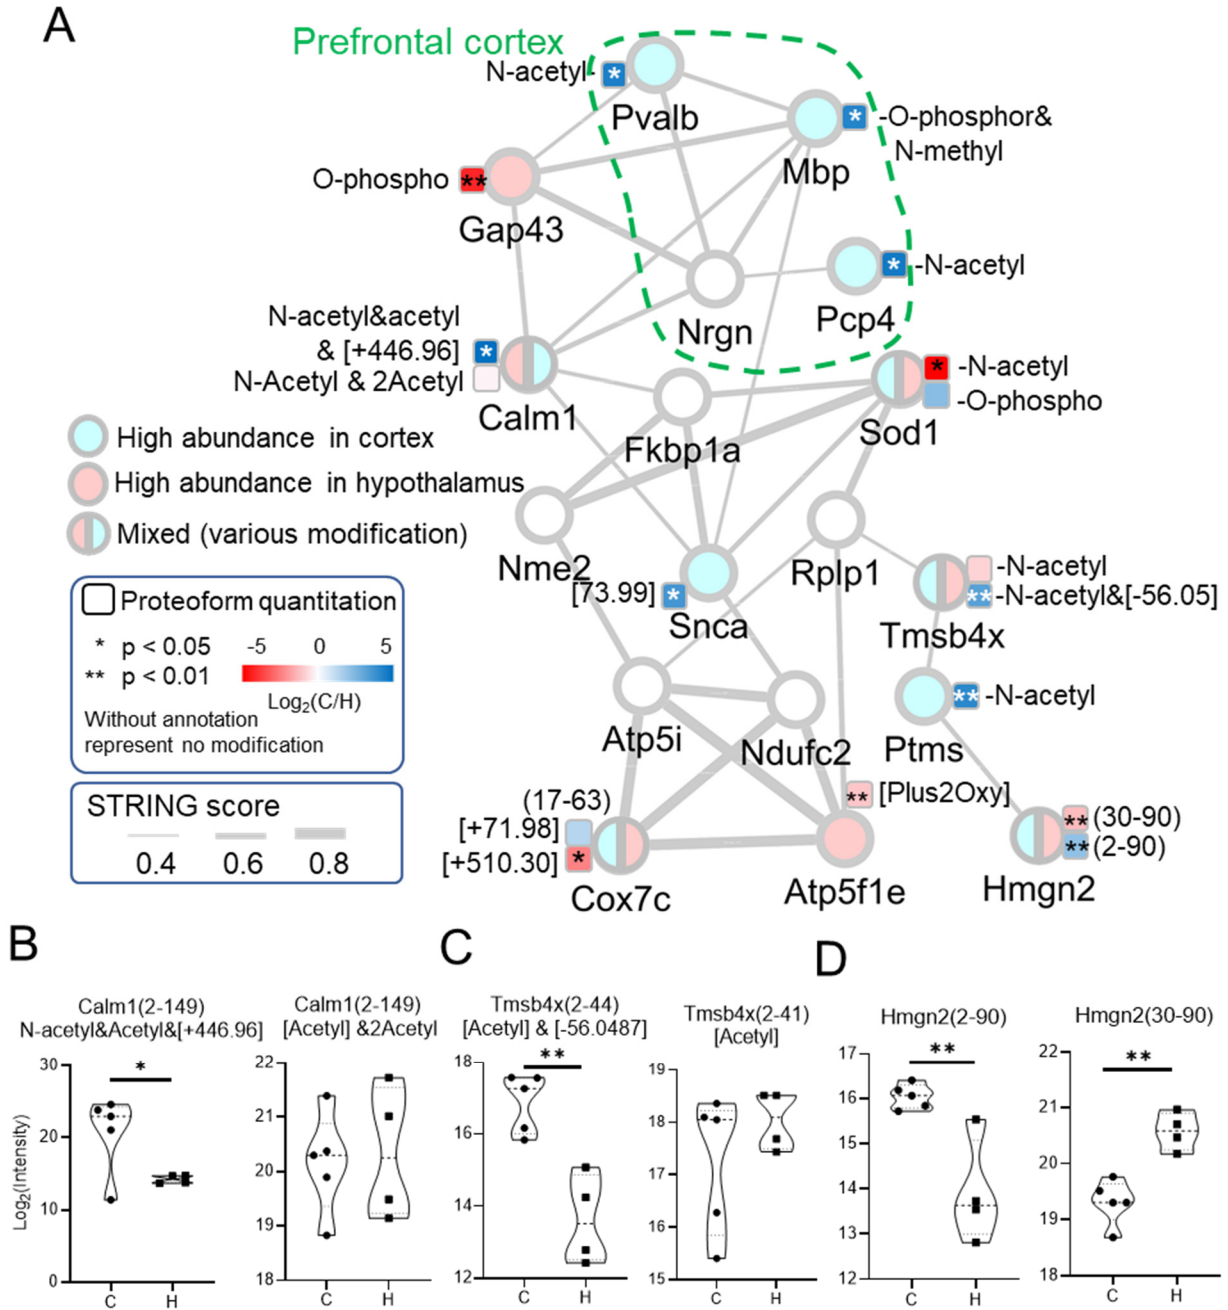 A
Prefrontal cortex
N-acetyl-
*
Pvalb
*
-O-phosphor&
N-methyl
Mbp
O-phospho
**
Gap43
*
-N-acetyl
Nrgn
Pcp4
N-acetyl&acetyl
& [+446.96]
*
N-Acetyl & 2Acetyl
Calm1
*
-N-acetyl
-O-phospho
Sod1
Fkbp1a
High abundance in cortex
High abundance in hypothalamus
Mixed (various modification)
Nme2
Rplp1
[73.99]
*
Snca
-N-acetyl
**
-N-acetyl&[-56.05]
Tmsb4x
Proteoform quantitation
* p < 0.05
** p < 0.01
-5 0 5
Log2(C/H)
Without annotation
represent no modification
**
-N-acetyl
Ptms
Atp5i
Ndufc2
STRING score
0.4 0.6 0.8
(17-63)
[+71.98]
[+510.30]
*
Cox7c
**
[Plus2Oxy]
Atp5f1e
**
(30-90)
**
(2-90)
Hmgn2
B
Calm1(2-149)
N-acetyl&Acetyl&[+446.96]
*
Log2(Intensity)
30
20
10
0
C H
Calm1(2-149)
[Acetyl] &2Acetyl
22
21
20
19
18
C H
C
Tmsb4x(2-44)
[Acetyl] & [-56.0487]
**
18
16
14
12
C H
Tmsb4x(2-41)
[Acetyl]
19
18
17
16
15
C H
D
Hmgn2(2-90)
**
17
16
15
14
13
12
C H
Hmgn2(30-90)
**
22
21
20
19
18
C H